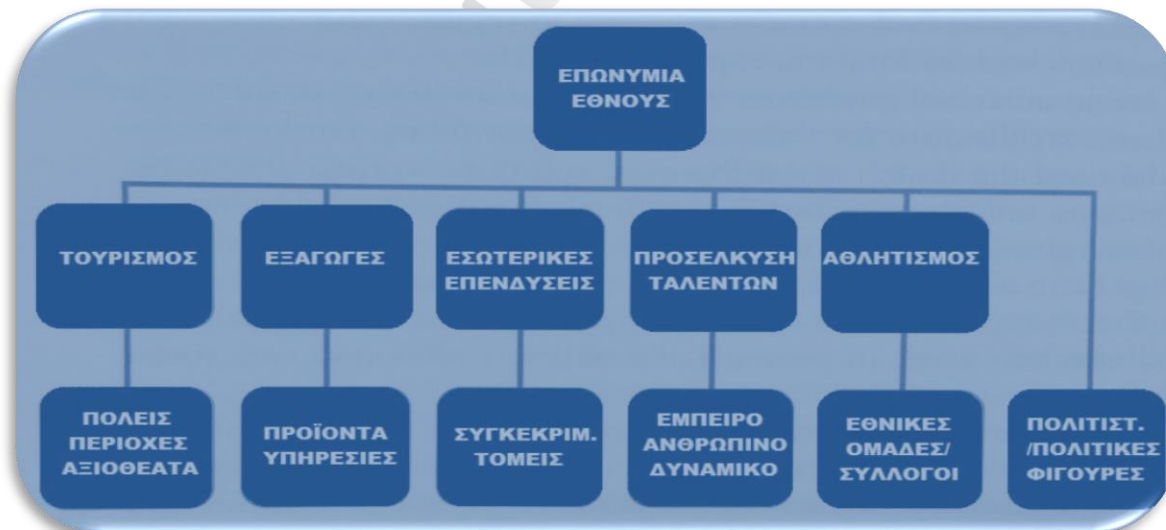 ΕΠΩΝΥΜΙΑ
ΕΘΝΟΥΣ
ΤΟΥΡΙΣΜΟΣ
ΕΞΑΓΩΓΕΣ
ΕΣΩΤΕΡΙΚΕΣ
ΕΠΕΝΔΥΣΕΙΣ
ΠΡΟΣΕΛΚΥΣΗ
ΤΑΛΕΝΤΩΝ
ΑΘΛΗΤΙΣΜΟΣ
ΠΟΛΕΙΣ
ΠΕΡΙΟΧΕΣ
ΑΞΙΟΘΕΑΤΑ
ΠΡΟΪΟΝΤΑ
ΥΠΗΡΕΣΙΕΣ
ΣΥΓΚΕΚΡΙΜ.
ΤΟΜΕΙΣ
ΕΜΠΕΙΡΟ
ΑΝΘΡΩΠΙΝΟ
ΔΥΝΑΜΙΚΟ
ΕΘΝΙΚΕΣ
ΟΜΑΔΕΣ/
ΣΥΛΛΟΓΟΙ
ΠΟΛΙΤΙΣΤ.
/ΠΟΛΙΤΙΚΕΣ
ΦΙΓΟΥΡΕΣ